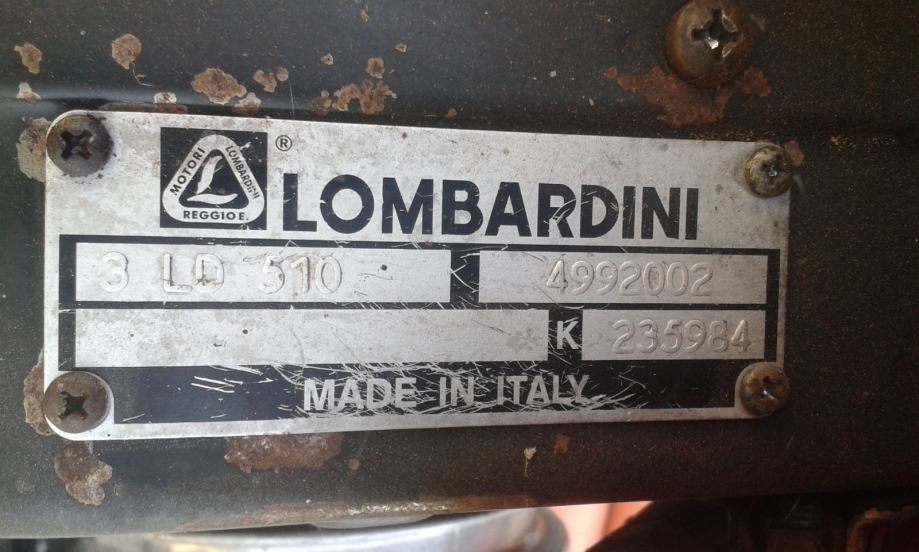 MOTORI LOMBARDINI
REGGIO E.
®
LOMBARDINI
3 LD 510 4992002
K 235984
MADE IN ITALY